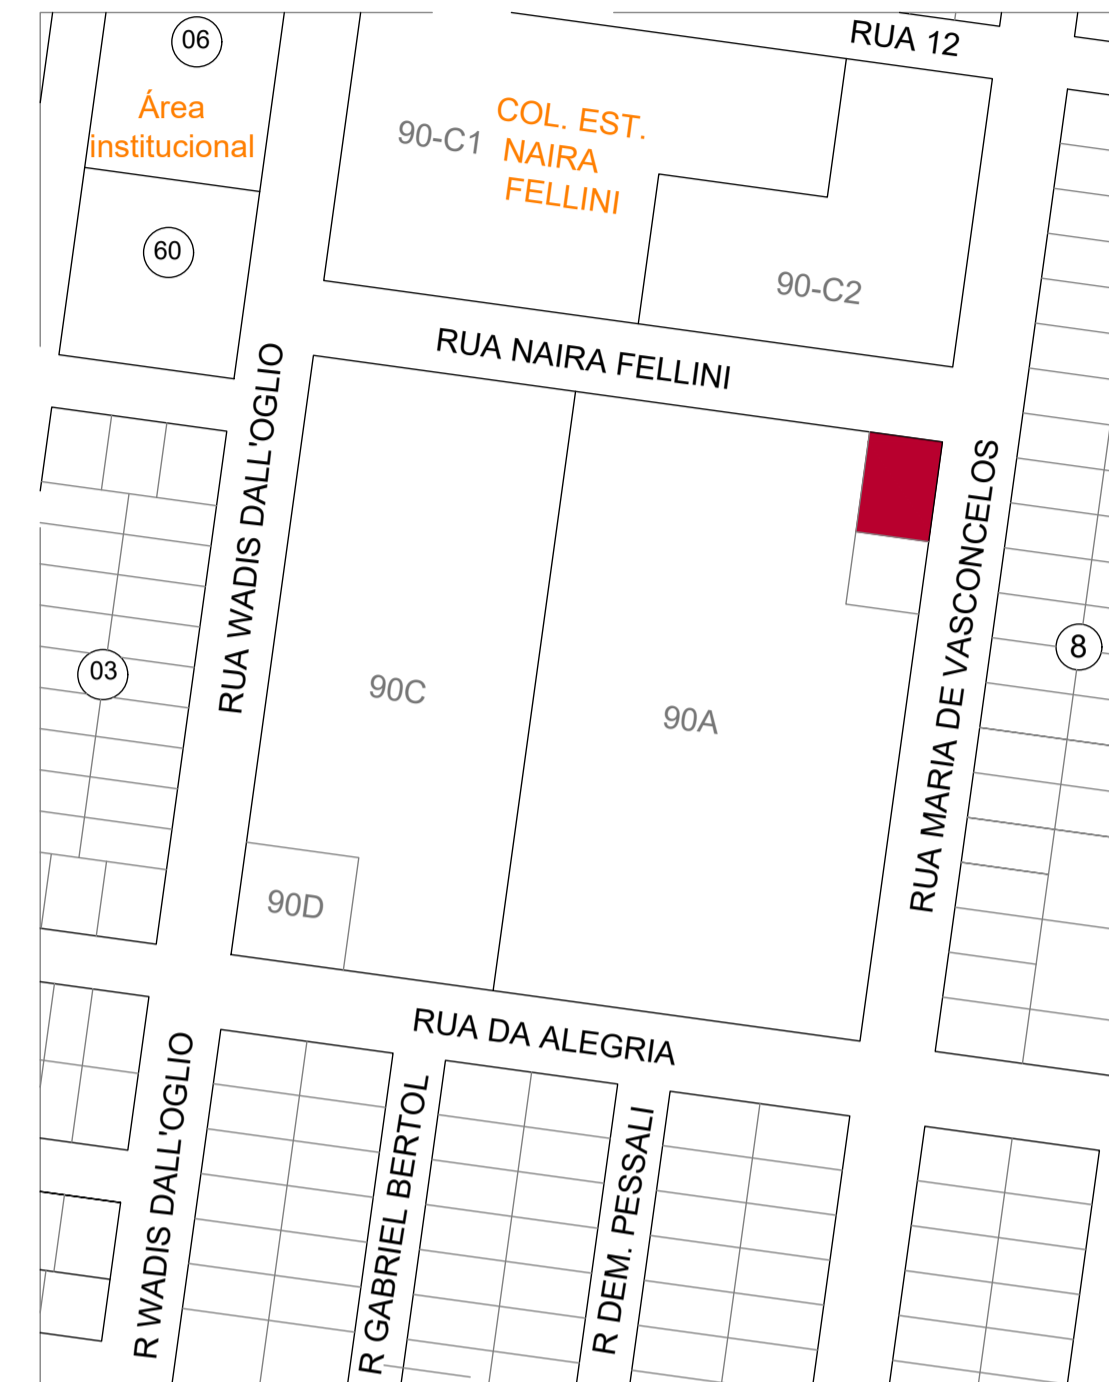 RUA 12
06
Área
institucional
90-C1
COL. EST.
NAIRA
FELLINI
60
90-C2
RUA NAIRA FELLINI
RUA WADIS DALL'OGLIO
RUA MARIA DE VASCONCELOS
03
8
90C
90A
90D
RUA DA ALEGRIA
R WADIS DALL'OGLIO
R GABRIEL BERTOL
R DEM. PESSALI